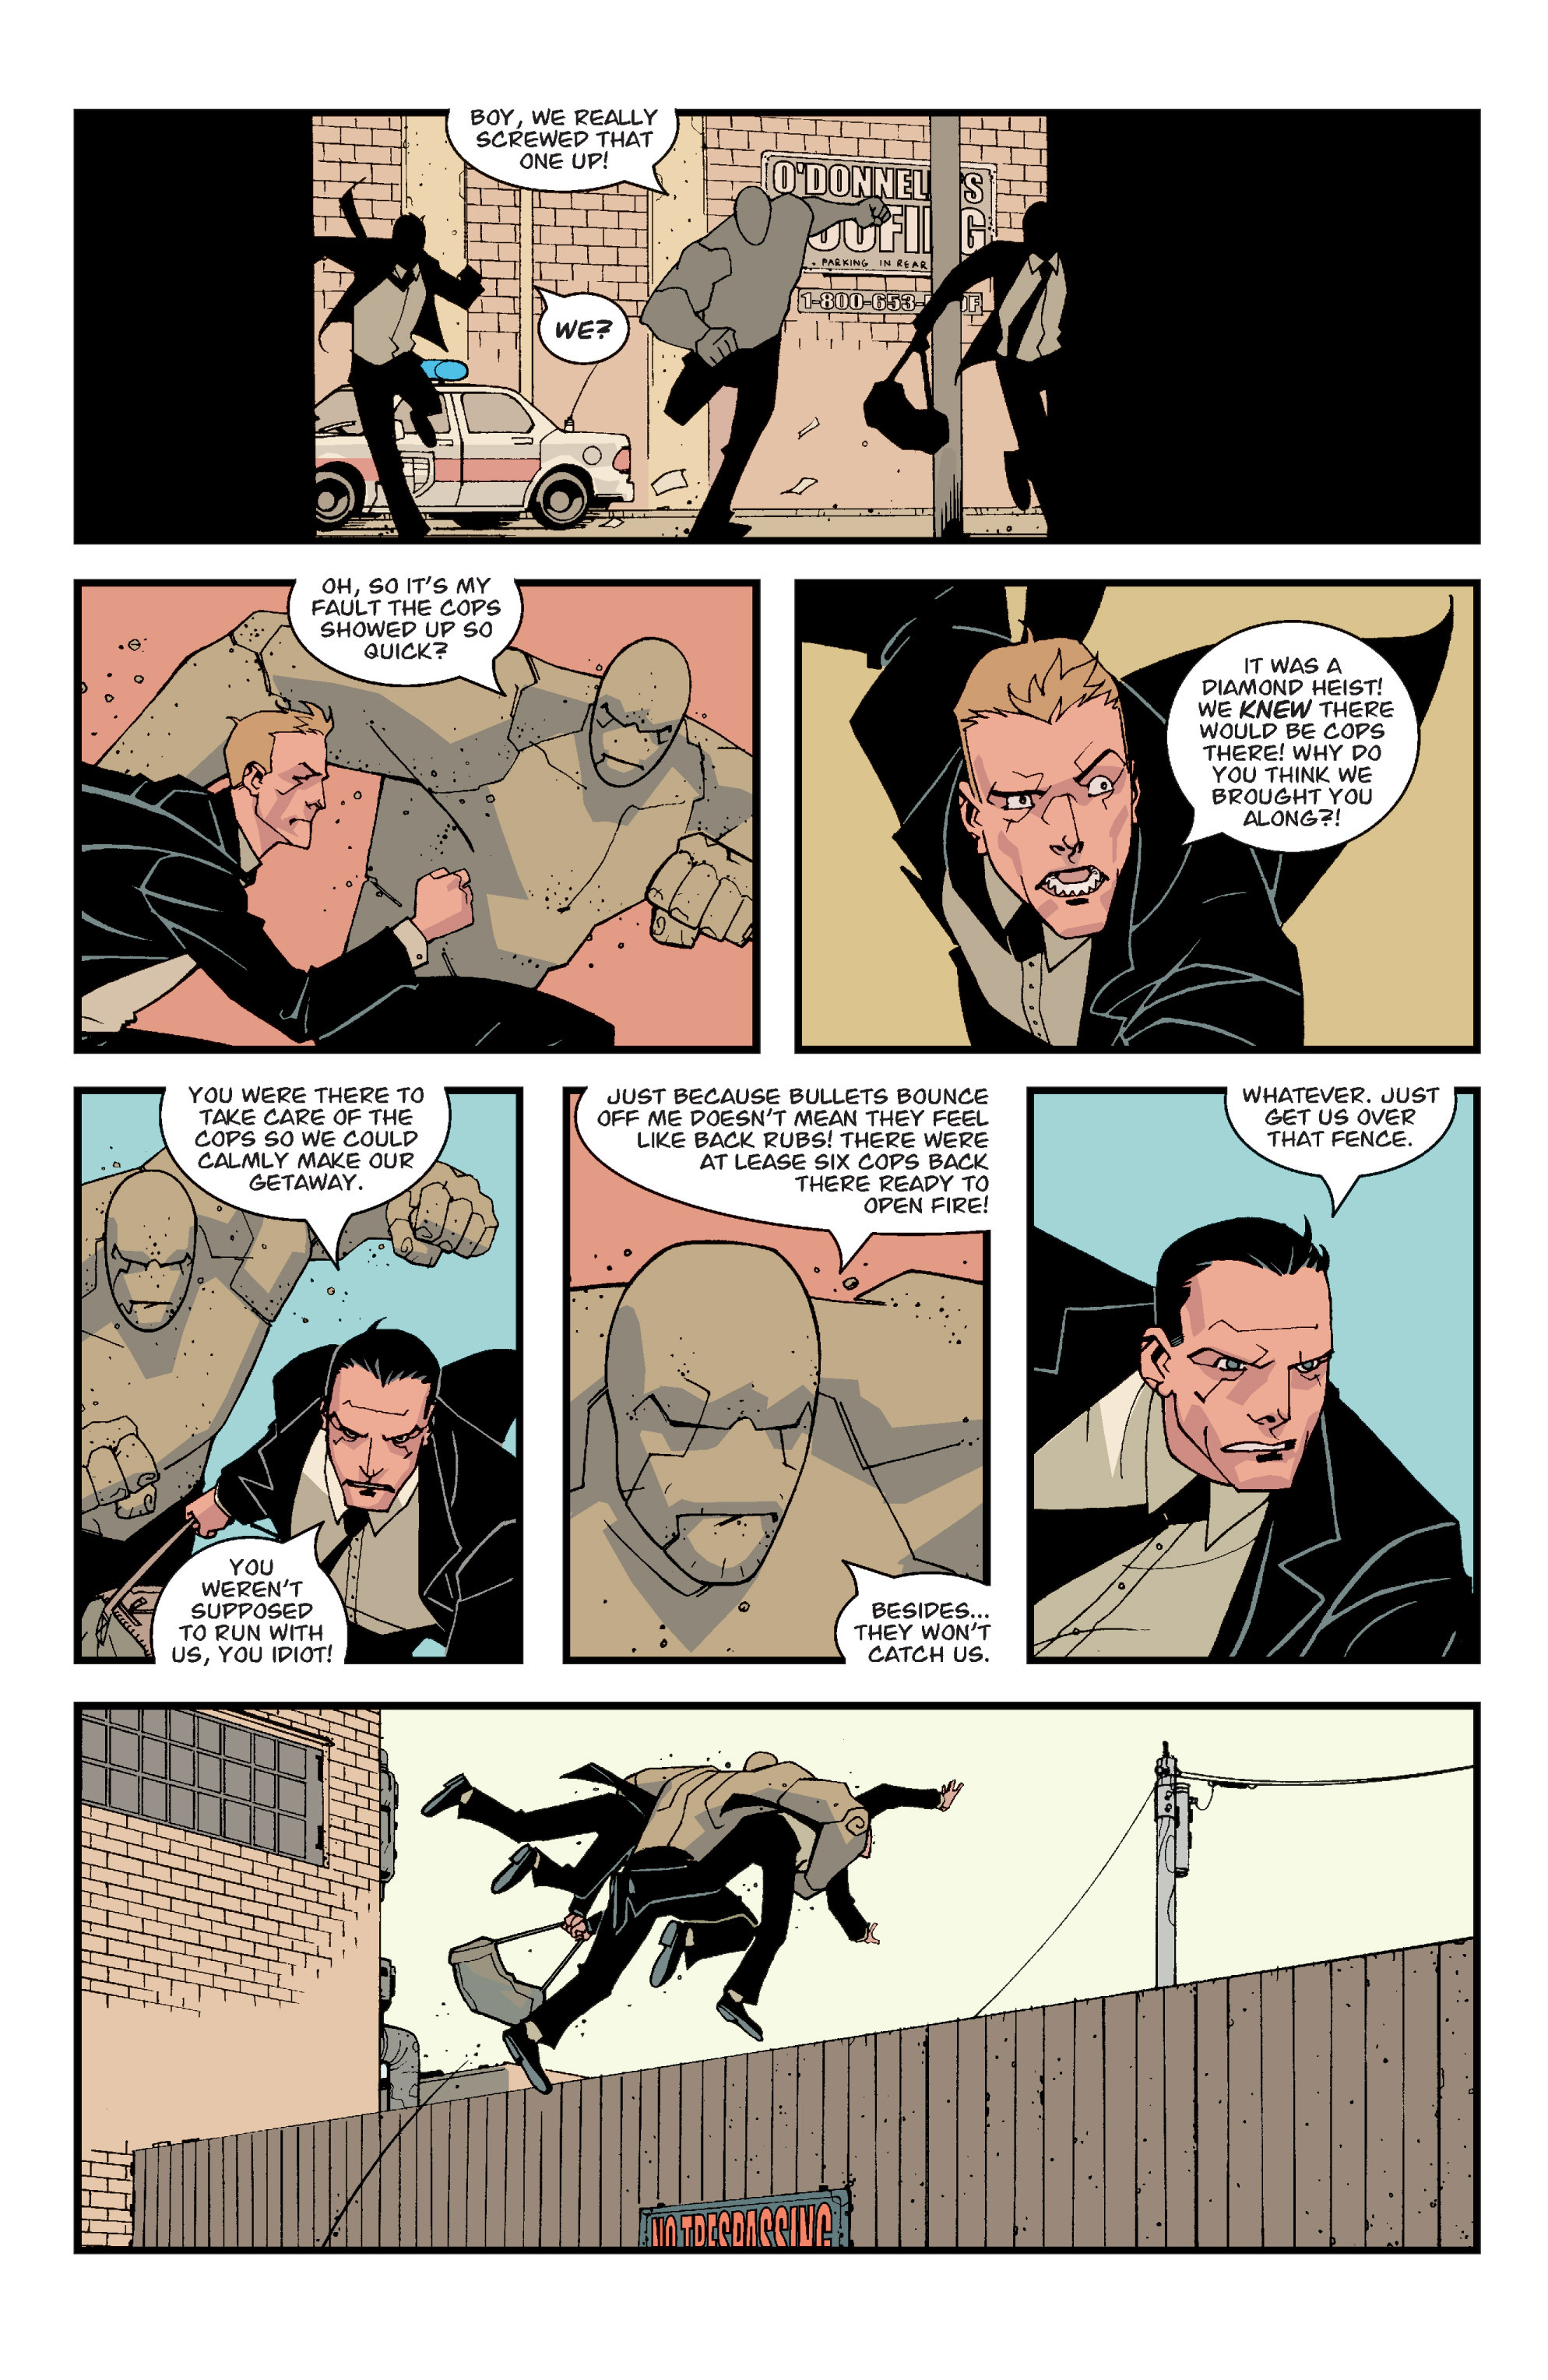 BOY, WE REALLY
SCREWED THAT
ONE UP!
WE?
PARKING IN REAR
OH, SO IT'S MY
FAULT THE COPS
SHOWED UP SO
QUICK?
IT WAS A
DIAMOND HEIST!
WE KNEW THERE
WOULD BE COPS
THERE! WHY DO
YOU THINK WE
BROUGHT YOU
ALONG?!
YOU WERE THERE TO
TAKE CARE OF THE
COPS SO WE COULD
CALMLY MAKE OUR
GETAWAY.
YOU
WEREN'T
SUPPOSED
TO RUN WITH
US, YOU IDIOT!
JUST BECAUSE BULLETS BOUNCE
OFF ME DOESN'T MEAN THEY FEEL
LIKE BACK RUBS! THERE WERE
AT LEASE SIX COPS BACK
THERE READY TO
OPEN FIRE!
BESIDES...
THEY WON'T
CATCH US.
WHATEVER. JUST
GET US OVER
THAT FENCE.
NO TRESPASSING